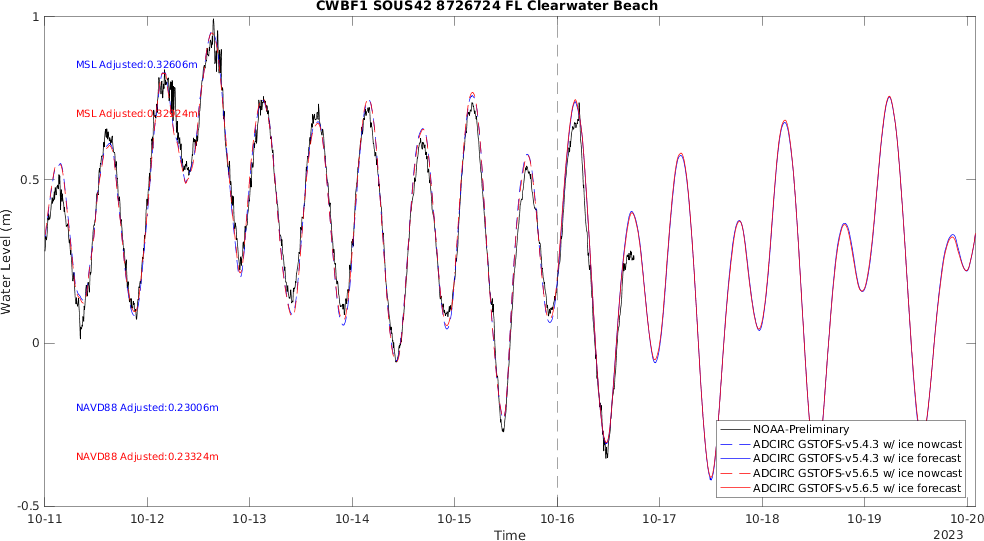 CWBF1 SOUS42 8726724 FL Clearwater Beach
Water Level (m)
1
0.5
0
-0.5
MSL Adjusted:0.32606m
MSL Adjusted:0.32924m
NAVD88 Adjusted:0.23006m
NAVD88 Adjusted:0.23324m
NOAA-Preliminary
ADCIRC GSTOFS-v5.4.3 w/ ice nowcast
ADCIRC GSTOFS-v5.4.3 w/ ice forecast
ADCIRC GSTOFS-v5.6.5 w/ ice nowcast
ADCIRC GSTOFS-v5.6.5 w/ ice forecast
10-11 10-12 10-13 10-14 10-15 10-16 10-17 10-18 10-19 10-20
Time
2023